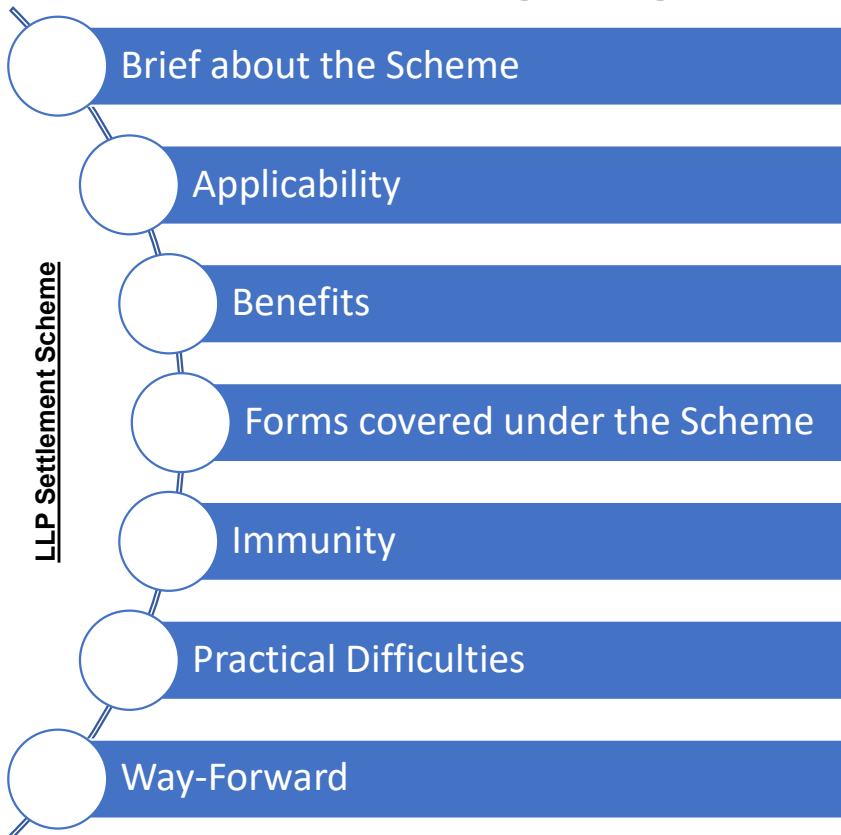 Brief about the Scheme
Applicability
Benefits
Forms covered under the Scheme
Immunity
Practical Difficulties
Way-Forward
LLP Settlement Scheme